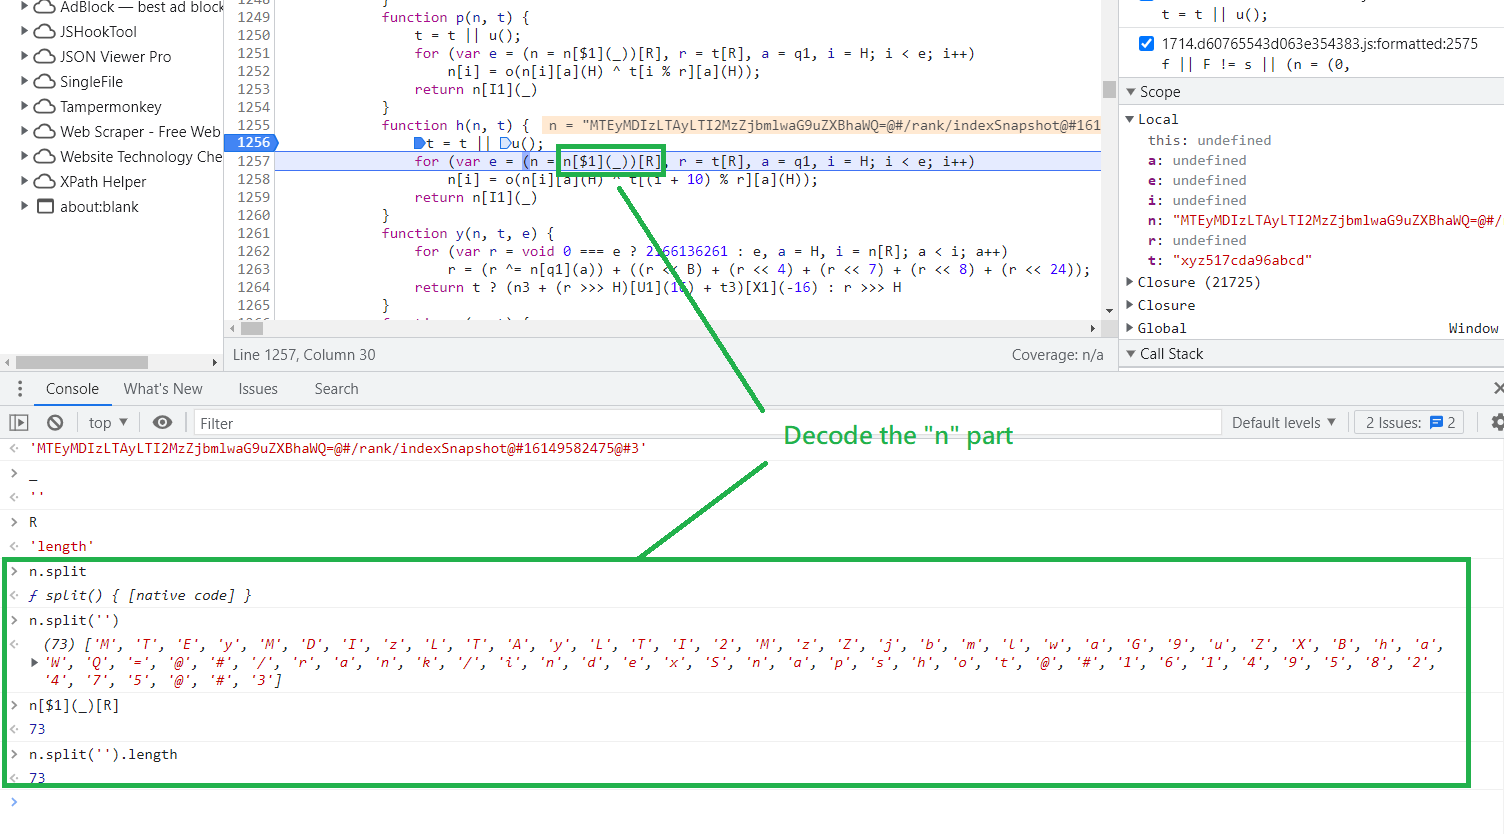 AdBlock — best ad block
JSHookTool
JSON Viewer Pro
SingleFile
Tampermonkey
Web Scraper - Free Web
Website Technology Che
XPath Helper
about:blank
1249 function p(n, t) {
1250 t = t || u();
1251 for (var e = (n = n[$1](_))[R], r = t[R], a = q1, i = H; i < e; i++)
1252 n[i] = o(n[i][a](H) ^ t[i % r][a](H));
1253 return n[I1](_)
1254 }
1255 function h(n, t) { n = "MTEyMDIzLTAyLTI2MzZjbmlwaG9uZXBhaWQ=@#/rank/indexSnapshot@#161
1256 t = t || u();
1257 for (var e = (n = n[$1](_))[R], r = t[R], a = q1, i = H; i < e; i++)
1258 n[i] = o(n[i][a](H) ^ t[(i + 10) % r][a](H));
1259 return n[I1](_)
1260 }
1261 function y(n, t, e) {
1262 for (var r = void 0 === e ? 2166136261 : e, a = H, i = n[R]; a < i; a++)
1263 r = (r ^= n[q1](a)) + ((r << B) + (r << 4) + (r << 7) + (r << 8) + (r << 24));
1264 return t ? (n3 + (r >>> H)[U1](16) + t3)[X1](-16) : r >>> H
1265 }
Line 1257, Column 30
Coverage: n/a
t = t || u();
1714.d60765543d063e354383.js:formatted:2575
f || F != s || (n = (0,
Scope
Local
this: undefined
a: undefined
e: undefined
i: undefined
n: "MTEyMDIzLTAyLTI2MzZjbmlwaG9uZXBhaWQ=@#/
r: undefined
t: "xyz517cda96abcd"
Closure (21725)
Closure
Global Window
Call Stack
Console What's New Issues Search
top Filter Default levels 2 Issues: 2
'MTEyMDIzLTAyLTI2MzZjbmlwaG9uZXBhaWQ=@#/rank/indexSnapshot@#16149582475@#3'
Decode the "n" part
_
''
R
'length'
n.split
ƒ split() { [native code] }
n.split('')
(73) ['M', 'T', 'E', 'y', 'M', 'D', 'I', 'z', 'L', 'T', 'A', 'y', 'L', 'T', 'I', '2', 'M', 'z', 'Z', 'j', 'b', 'm', 'l', 'w', 'a', 'G', '9', 'u', 'Z', 'X', 'B', 'h', 'a',
'W', 'Q', '=', '@', '#', '/', 'r', 'a', 'n', 'k', '/', 'i', 'n', 'd', 'e', 'x', 'S', 'n', 'a', 'p', 's', 'h', 'o', 't', '@', '#', '1', '6', '1', '4', '9', '5', '8', '2',
'4', '7', '5', '@', '#', '3']
n[$1](_)[R]
73
n.split('').length
73